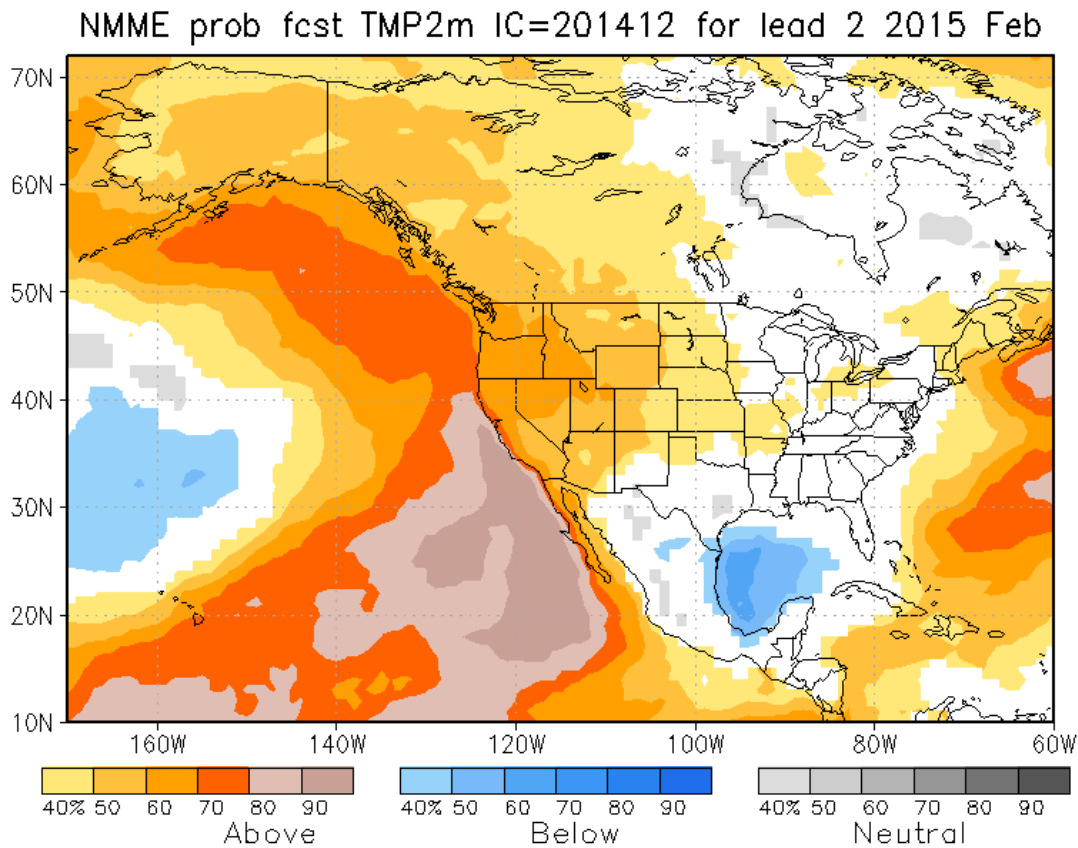 NMME prob fcst TMP2m IC=201412 for lead 2 2015 Feb
70N
60N
50N
40N
30N
20N
10N
160W 140W 120W 100W 80W 60W
40% 50 60 70 80 90 40% 50 60 70 80 90 40% 50 60 70 80 90
Above Below Neutral